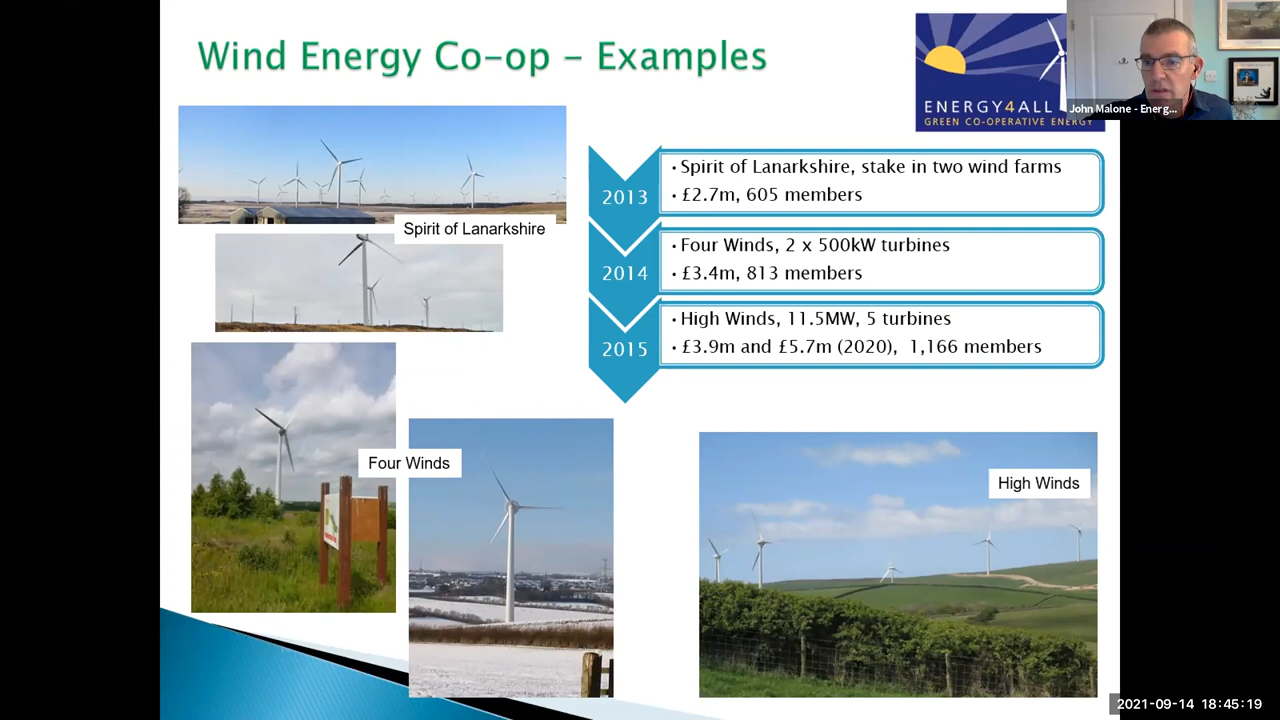 Wind Energy Co-op - Examples
ENERGY4ALL
GREEN CO-OPERATIVE ENERGY
John Malone - Energ...
Spirit of Lanarkshire
2013
• Spirit of Lanarkshire, stake in two wind farms
• £2.7m, 605 members
2014
• Four Winds, 2 x 500kW turbines
• £3.4m, 813 members
2015
• High Winds, 11.5MW, 5 turbines
• £3.9m and £5.7m (2020), 1,166 members
Four Winds
High Winds
2021-09-14 18:45:19